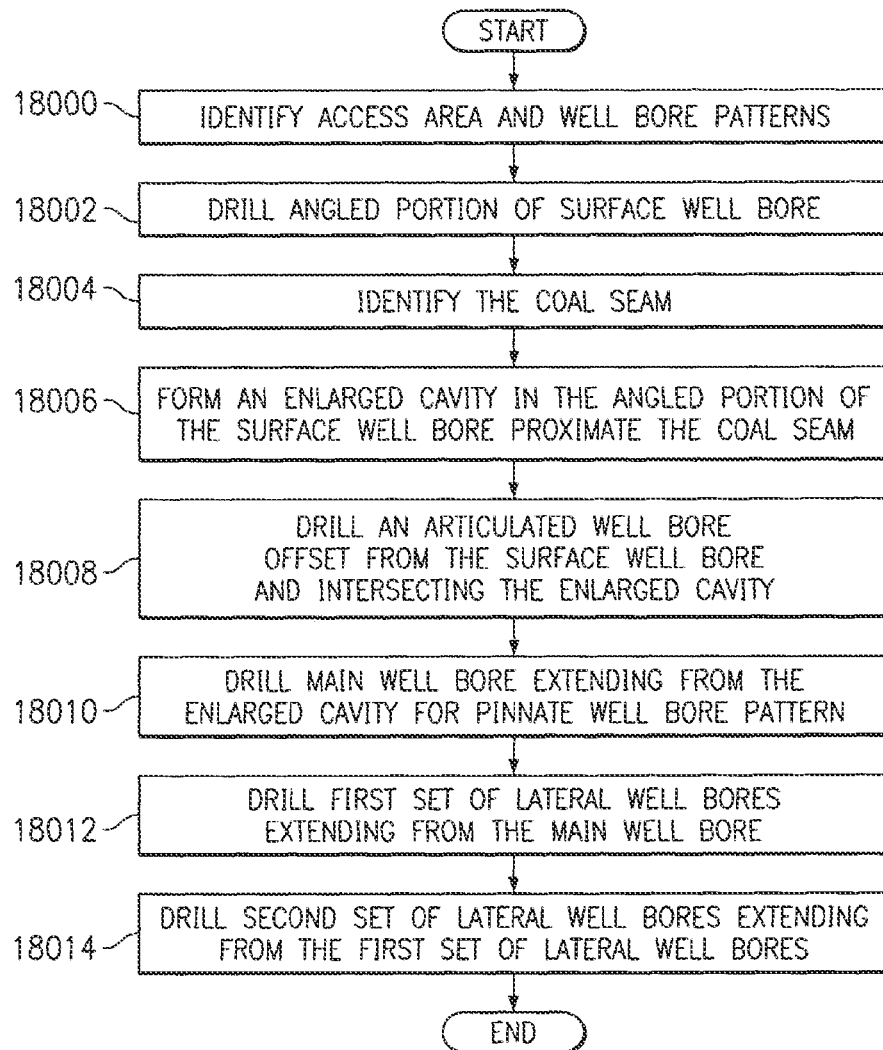 START
18000
IDENTIFY ACCESS AREA AND WELL BORE PATTERNS
18002
DRILL ANGLED PORTION OF SURFACE WELL BORE
18004
IDENTIFY THE COAL SEAM
18006
FORM AN ENLARGED CAVITY IN THE ANGLED PORTION OF
THE SURFACE WELL BORE PROXIMATE THE COAL SEAM
18008
DRILL AN ARTICULATED WELL BORE
OFFSET FROM THE SURFACE WELL BORE
AND INTERSECTING THE ENLARGED CAVITY
18010
DRILL MAIN WELL BORE EXTENDING FROM THE
ENLARGED CAVITY FOR PINNATE WELL BORE PATTERN
18012
DRILL FIRST SET OF LATERAL WELL BORES
EXTENDING FROM THE MAIN WELL BORE
18014
DRILL SECOND SET OF LATERAL WELL BORES EXTENDING
FROM THE FIRST SET OF LATERAL WELL BORES
END